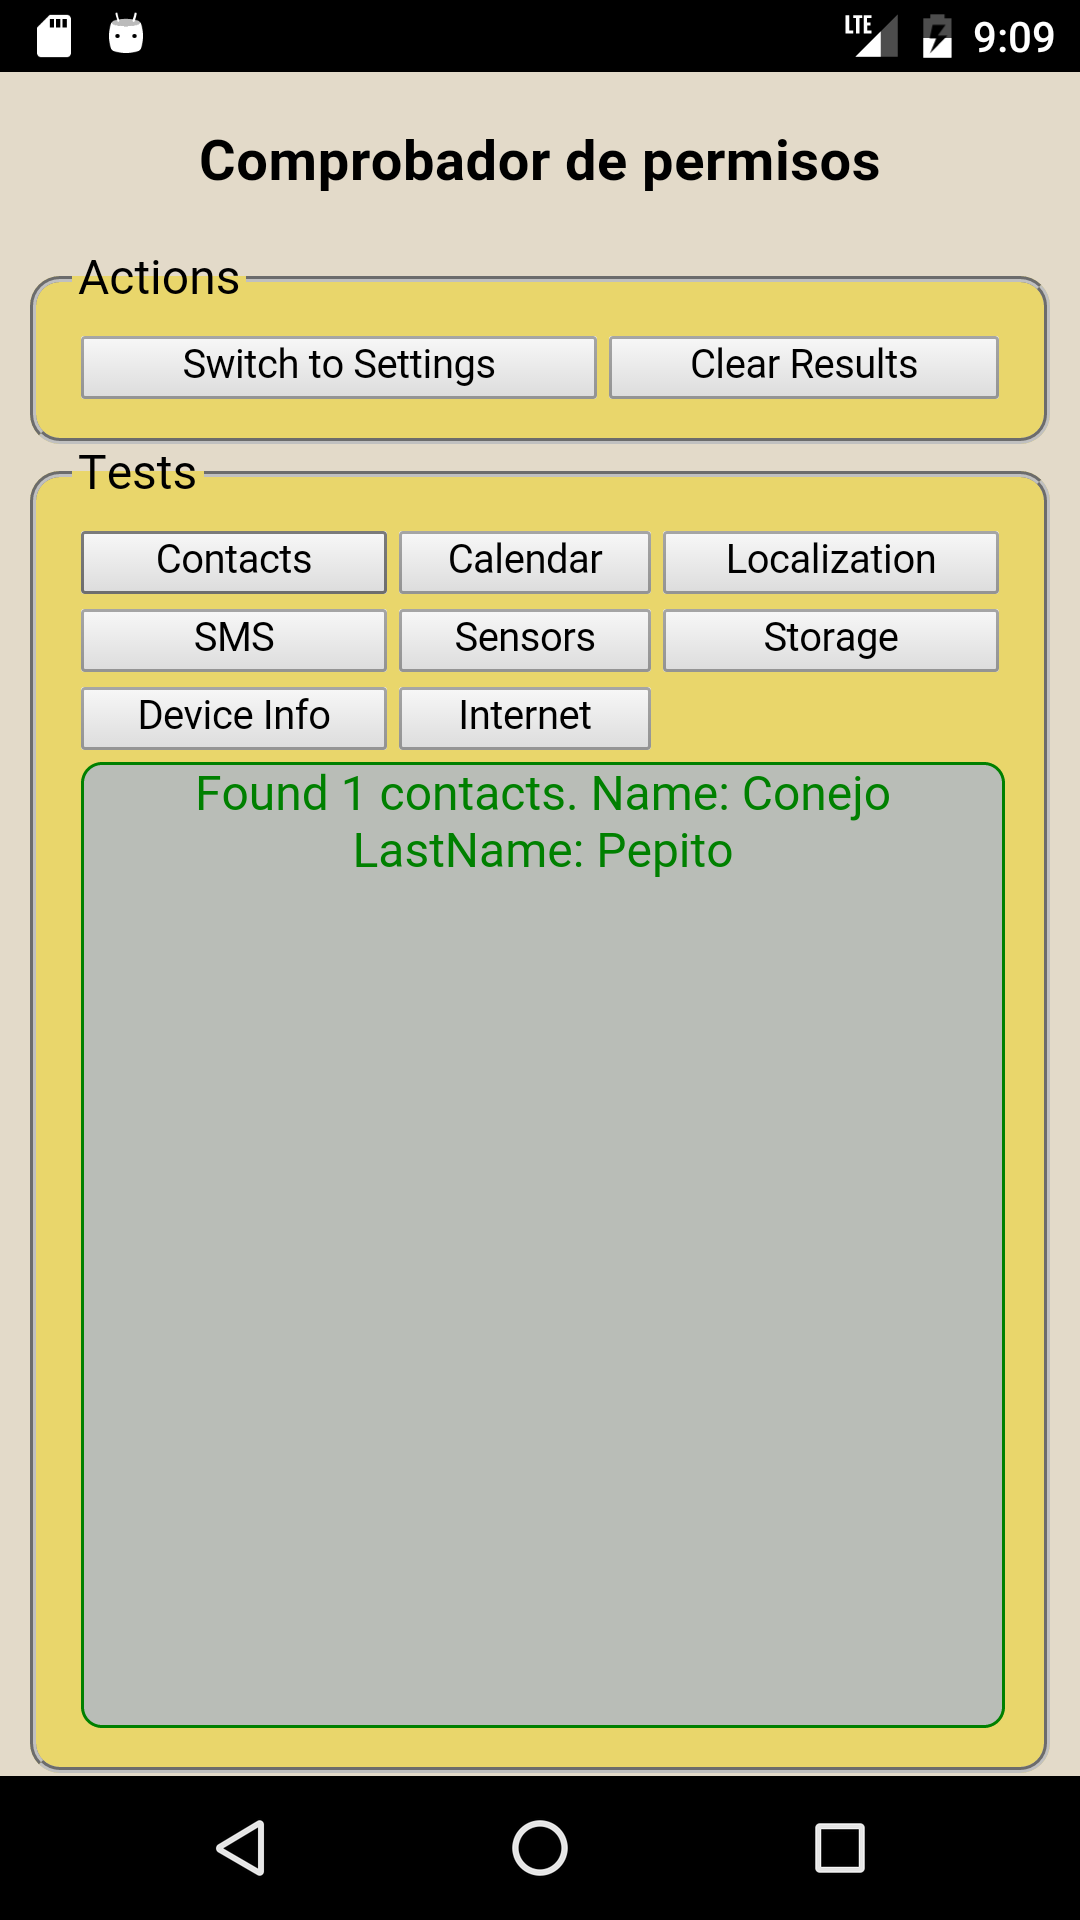 LTE 9:09
Comprobador de permisos
Actions
Switch to Settings Clear Results
Tests
Contacts Calendar Localization
SMS Sensors Storage
Device Info Internet
Found 1 contacts. Name: Conejo
LastName: Pepito